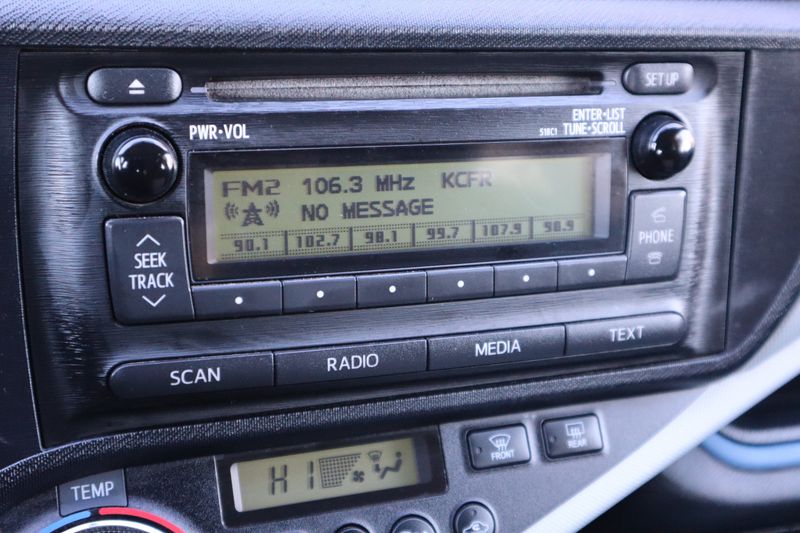 SET UP
PWR•VOL
ENTER•LIST
518C1 TUNE•SCROLL
FM2 106.3 MHz KCFR
NO MESSAGE
90.1 102.7 98.1 99.7 107.9 98.9
SEEK
TRACK
PHONE
SCAN RADIO MEDIA TEXT
FRONT REAR
TEMP
HI